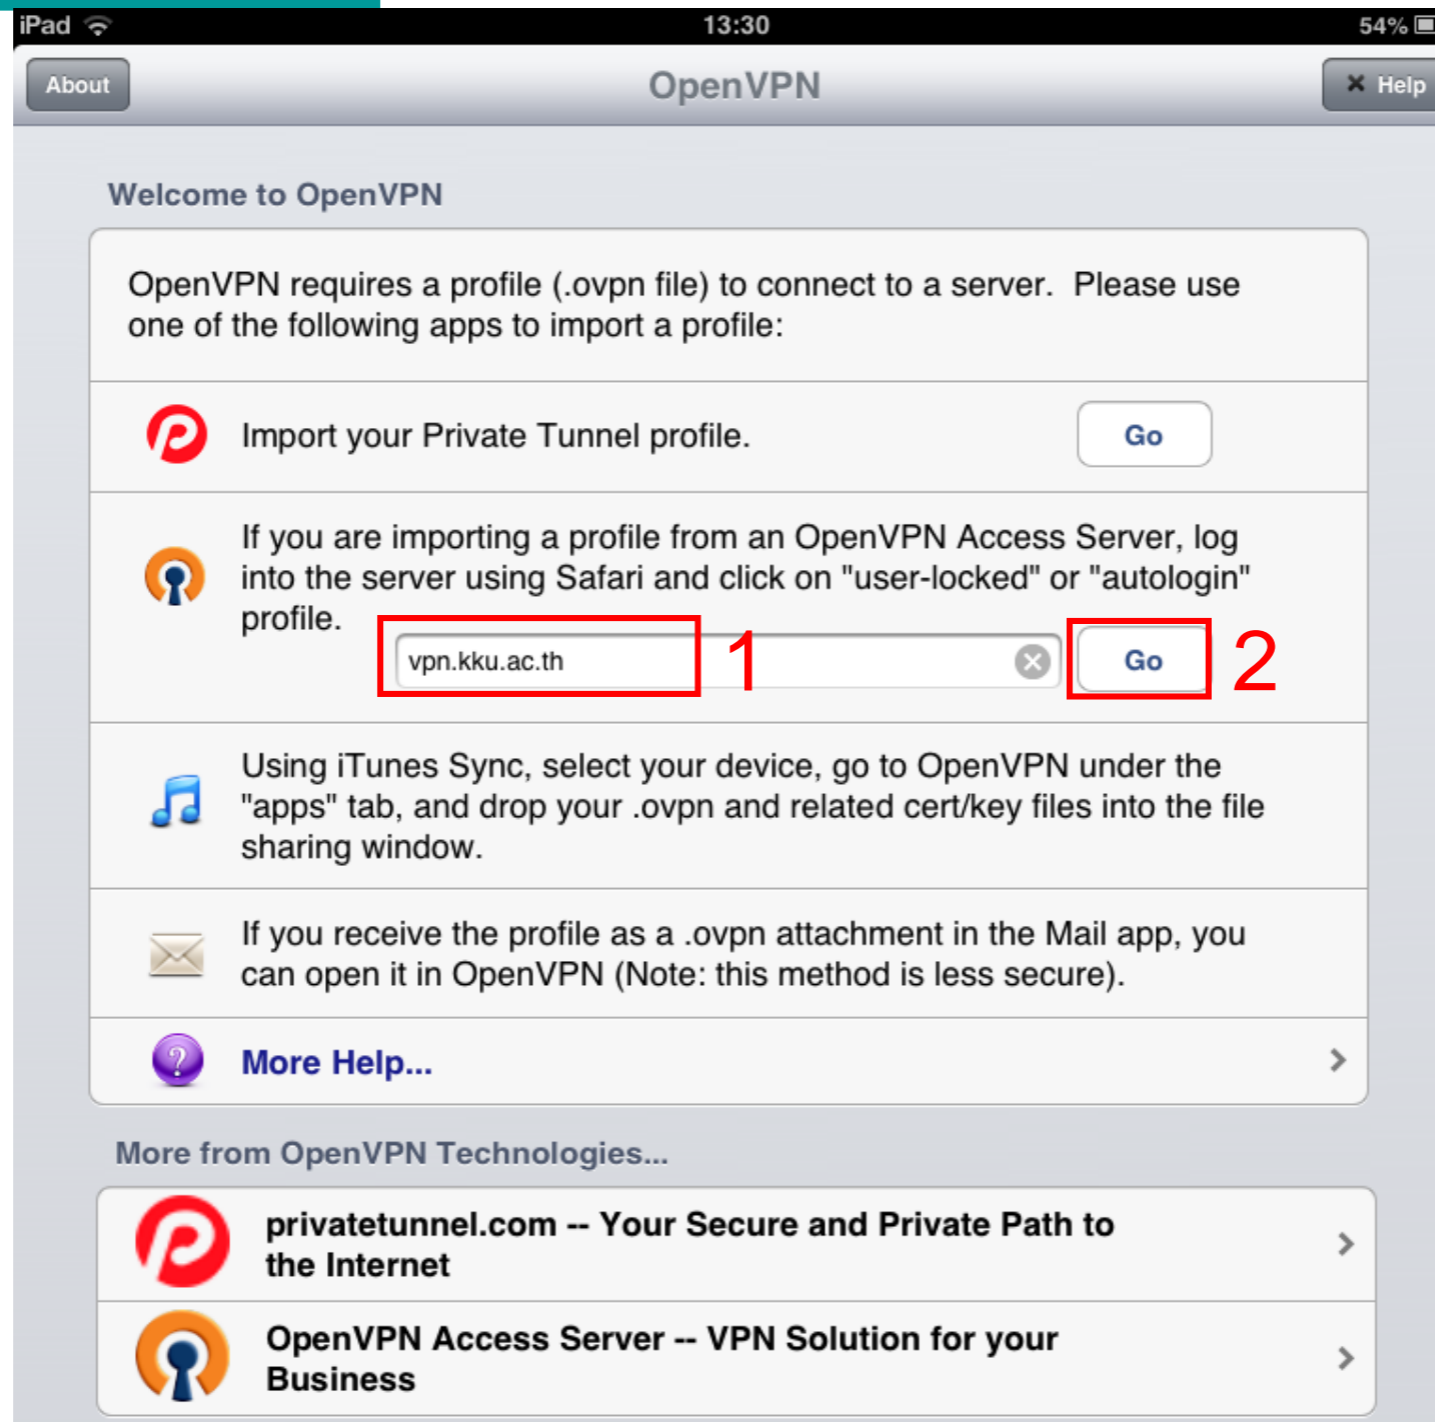 iPad 13:30 54%
About OpenVPN × Help
Welcome to OpenVPN
OpenVPN requires a profile (.ovpn file) to connect to a server. Please use
one of the following apps to import a profile:
Import your Private Tunnel profile. Go
If you are importing a profile from an OpenVPN Access Server, log
into the server using Safari and click on "user-locked" or "autologin"
profile.
vpn.kku.ac.th 1 Go 2
Using iTunes Sync, select your device, go to OpenVPN under the
"apps" tab, and drop your .ovpn and related cert/key files into the file
sharing window.
If you receive the profile as a .ovpn attachment in the Mail app, you
can open it in OpenVPN (Note: this method is less secure).
? More Help...
More from OpenVPN Technologies...
privatetunnel.com -- Your Secure and Private Path to
the Internet
OpenVPN Access Server -- VPN Solution for your
Business